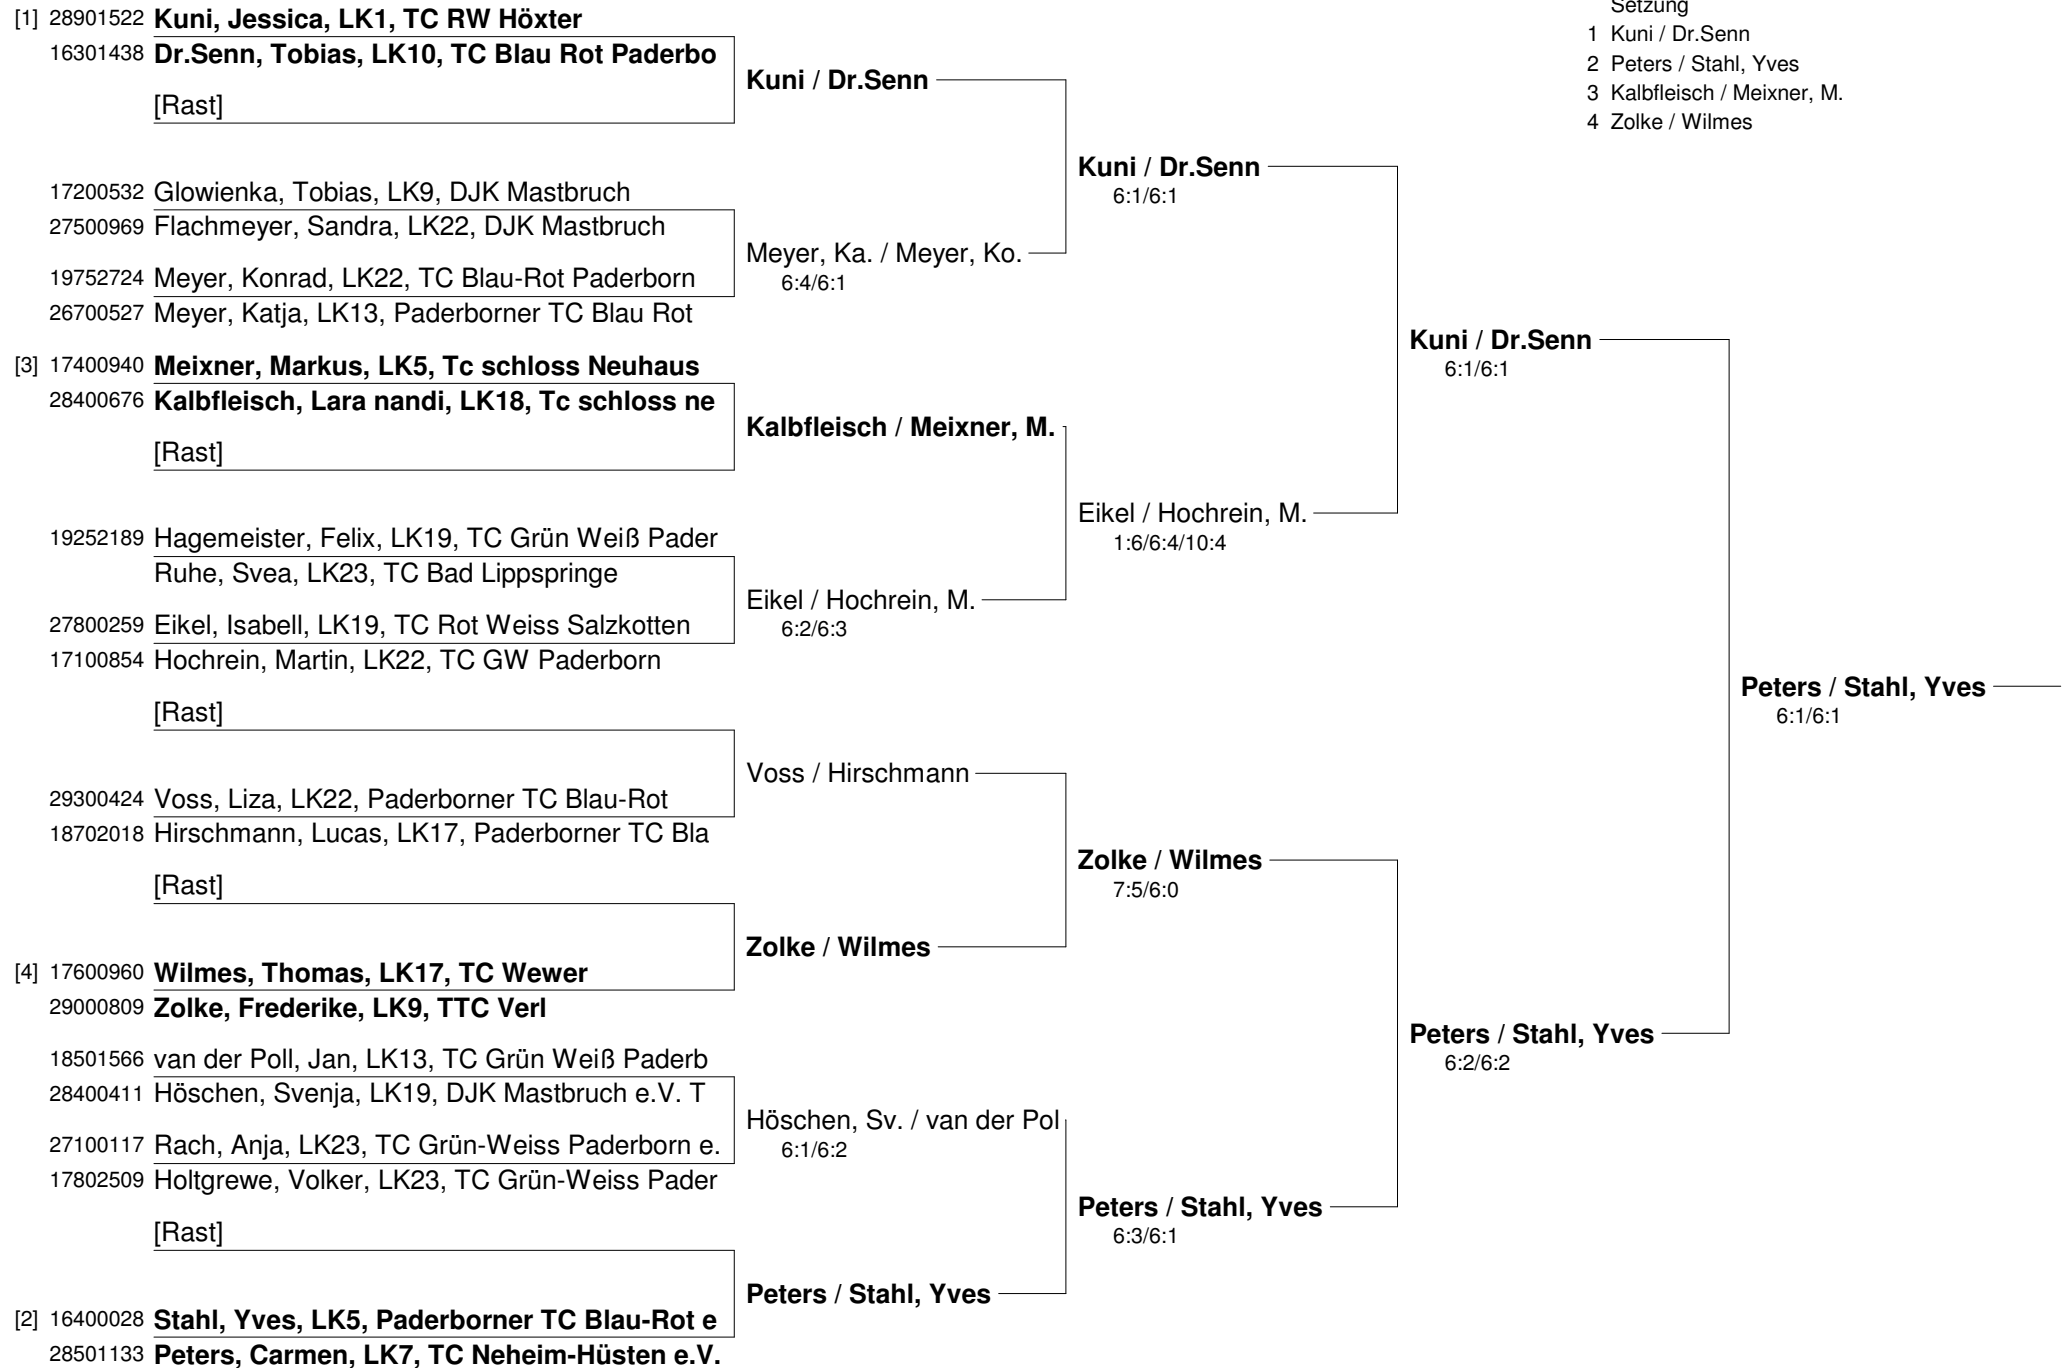 [1] 28901522 Kuni, Jessica, LK1, TC RW Höxter
16301438 Dr.Senn, Tobias, LK10, TC Blau Rot Paderbo
[Rast]
17200532 Glowienka, Tobias, LK9, DJK Mastbruch
27500969 Flachmeyer, Sandra, LK22, DJK Mastbruch
19752724 Meyer, Konrad, LK22, TC Blau-Rot Paderborn
26700527 Meyer, Katja, LK13, Paderborner TC Blau Rot
[3] 17400940 Meixner, Markus, LK5, Tc schloss Neuhaus
28400676 Kalbfleisch, Lara nandi, LK18, Tc schloss ne
[Rast]
19252189 Hagemeister, Felix, LK19, TC Grün Weiß Pader
Ruhe, Svea, LK23, TC Bad Lippspringe
27800259 Eikel, Isabell, LK19, TC Rot Weiss Salzkotten
17100854 Hochrein, Martin, LK22, TC GW Paderborn
[Rast]
29300424 Voss, Liza, LK22, Paderborner TC Blau-Rot
18702018 Hirschmann, Lucas, LK17, Paderborner TC Bla
[Rast]
[4] 17600960 Wilmes, Thomas, LK17, TC Wewer
29000809 Zolke, Frederike, LK9, TTC Verl
18501566 van der Poll, Jan, LK13, TC Grün Weiß Paderb
28400411 Höschen, Svenja, LK19, DJK Mastbruch e.V. T
27100117 Rach, Anja, LK23, TC Grün-Weiss Paderborn e.
17802509 Holtgrewe, Volker, LK23, TC Grün-Weiss Pader
[Rast]
[2] 16400028 Stahl, Yves, LK5, Paderborner TC Blau-Rot e
28501133 Peters, Carmen, LK7, TC Neheim-Hüsten e.V.
Kuni / Dr.Senn
Meyer, Ka. / Meyer, Ko.
6:4/6:1
Kalbfleisch / Meixner, M.
Eikel / Hochrein, M.
6:2/6:3
Voss / Hirschmann
Zolke / Wilmes
Höschen, Sv. / van der Pol
6:1/6:2
Peters / Stahl, Yves
Kuni / Dr.Senn
6:1/6:1
Eikel / Hochrein, M.
1:6/6:4/10:4
Zolke / Wilmes
7:5/6:0
Peters / Stahl, Yves
6:3/6:1
Kuni / Dr.Senn
6:1/6:1
Peters / Stahl, Yves
6:2/6:2
Peters / Stahl, Yves
6:1/6:1
Setzung
1 Kuni / Dr.Senn
2 Peters / Stahl, Yves
3 Kalbfleisch / Meixner, M.
4 Zolke / Wilmes